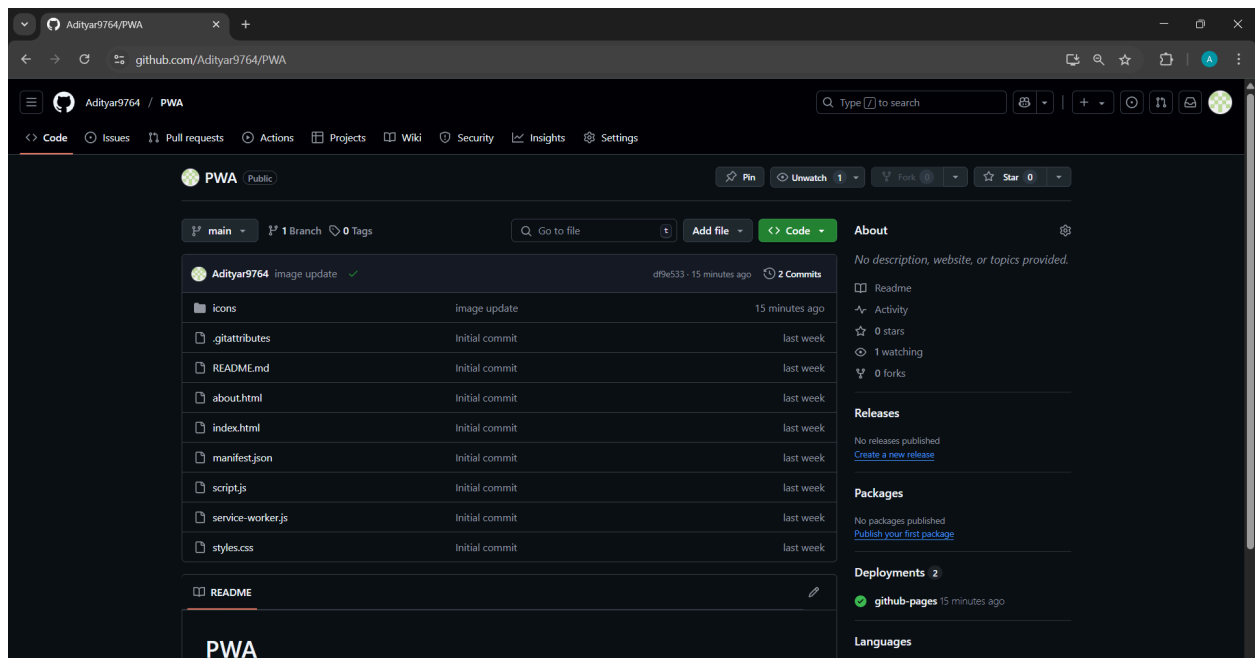 Adityar9764/PWA
github.com/Adityar9764/PWA
A
Adityar9764 / PWA
Type / to search
Code Issues Pull requests Actions Projects Wiki Security Insights Settings
PWA Public
Pin Unwatch 1 Fork 0 Star 0
main 1 Branch 0 Tags Go to file t Add file Code
Adityar9764 image update df9e533 · 15 minutes ago 2 Commits
icons image update 15 minutes ago
.gitattributes Initial commit last week
README.md Initial commit last week
about.html Initial commit last week
index.html Initial commit last week
manifest.json Initial commit last week
script.js Initial commit last week
service-worker.js Initial commit last week
styles.css Initial commit last week
README
PWA
About
No description, website, or topics provided.
Readme
Activity
0 stars
1 watching
0 forks
Releases
No releases published
Create a new release
Packages
No packages published
Publish your first package
Deployments 2
github-pages 15 minutes ago
Languages